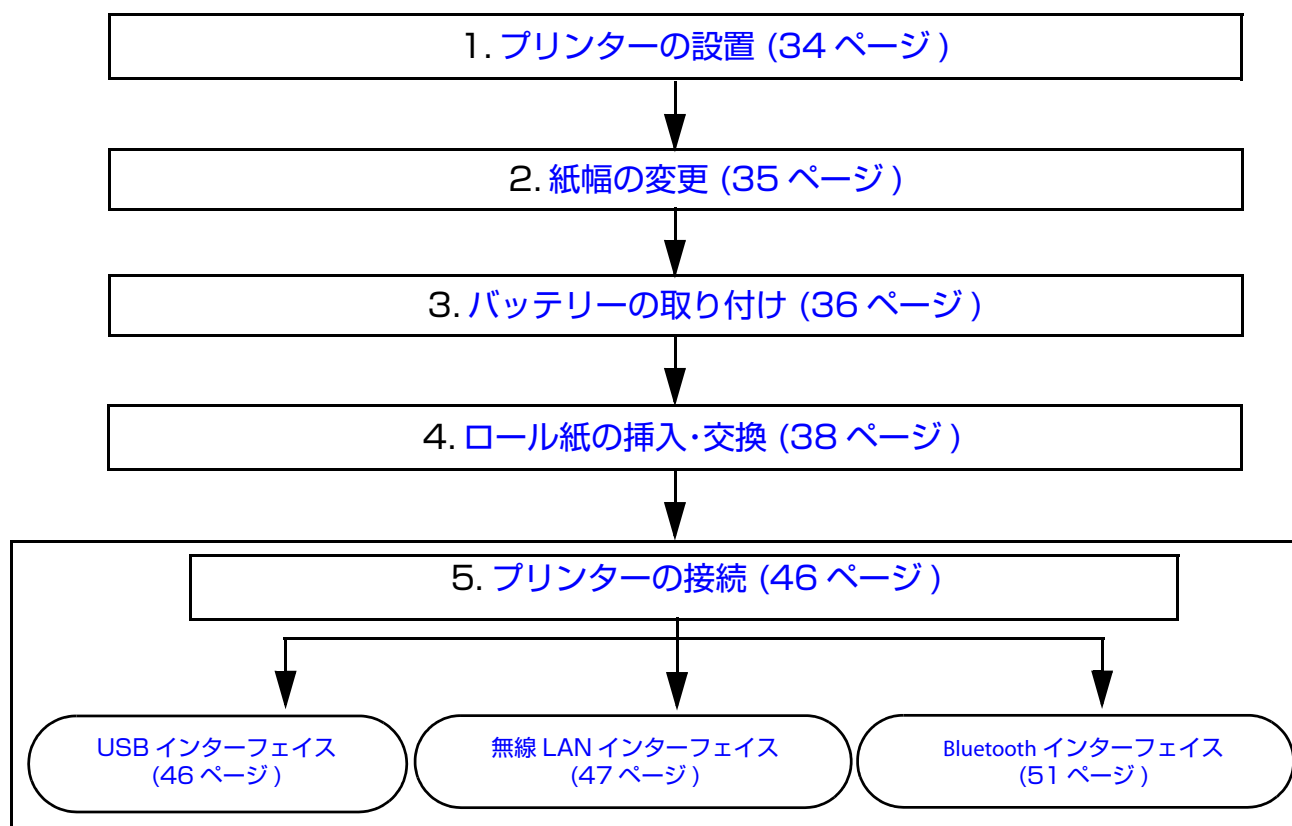 1. プリンターの設置 (34 ページ )
2. 紙幅の変更 (35 ページ )
3. バッテリーの取り付け (36 ページ )
4. ロール紙の挿入･交換 (38 ページ )
5. プリンターの接続 (46 ページ )
USB インターフェイス
(46 ページ )
無線 LAN インターフェイス
(47 ページ )
Bluetooth インターフェイス
(51 ページ )